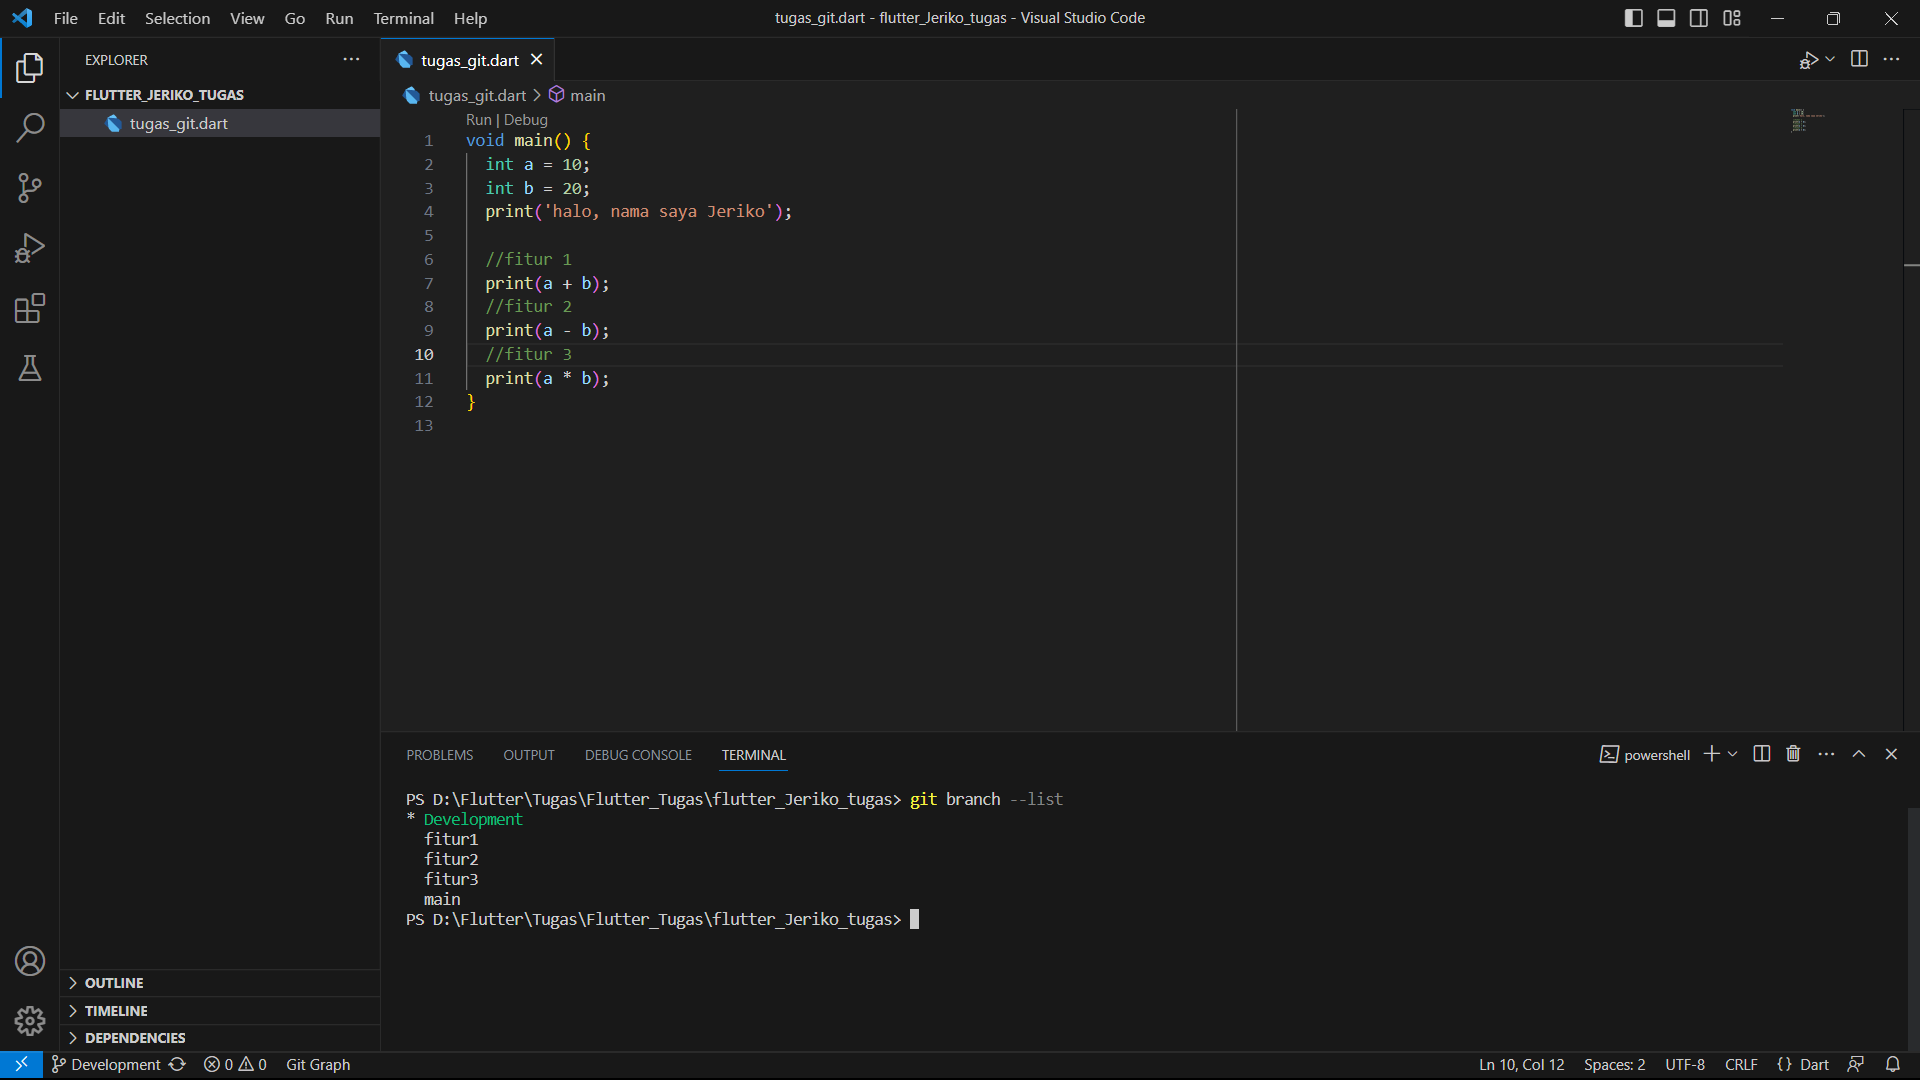 File Edit Selection View Go Run Terminal Help
tugas_git.dart - flutter_Jeriko_tugas - Visual Studio Code
EXPLORER
FLUTTER_JERIKO_TUGAS
tugas_git.dart
tugas_git.dart
tugas_git.dart > main
Run | Debug
1 void main() {
2 int a = 10;
3 int b = 20;
4 print('halo, nama saya Jeriko');
5
6 //fitur 1
7 print(a + b);
8 //fitur 2
9 print(a - b);
10 //fitur 3
11 print(a * b);
12 }
13
PROBLEMS OUTPUT DEBUG CONSOLE TERMINAL
powershell
PS D:\Flutter\Tugas\Flutter_Tugas\flutter_Jeriko_tugas> git branch --list
* Development
fitur1
fitur2
fitur3
main
PS D:\Flutter\Tugas\Flutter_Tugas\flutter_Jeriko_tugas>
OUTLINE
TIMELINE
DEPENDENCIES
Development 0 0 Git Graph
Ln 10, Col 12 Spaces: 2 UTF-8 CRLF {} Dart